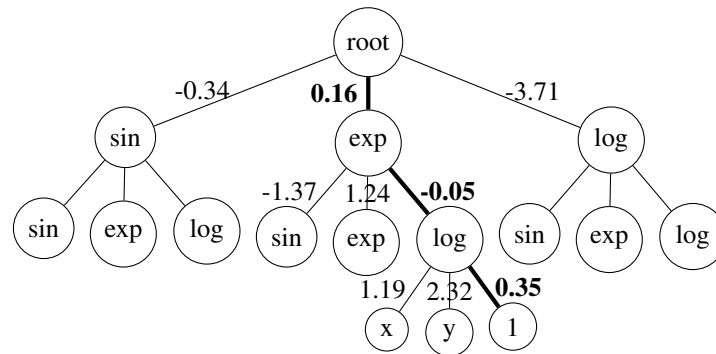 root
-0.34 0.16 -3.71
sin exp log
-1.37 1.24 -0.05
sin exp log sin exp log sin exp log
1.19 2.32 0.35
x y 1